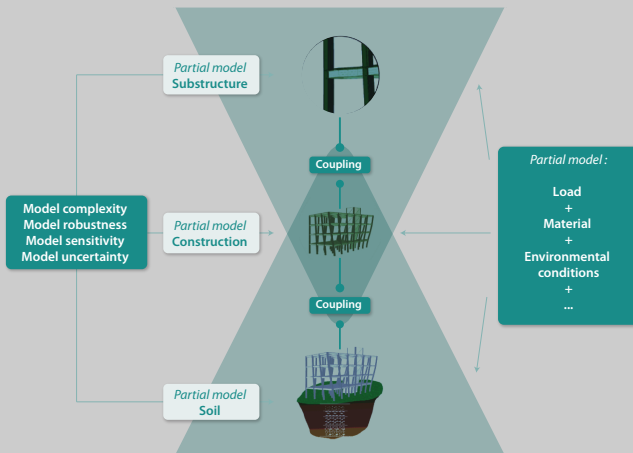 Partial model
Substructure
Coupling
Model complexity
Model robustness
Model sensitivity
Model uncertainty
Partial model
Construction
Coupling
Partial model
Soil
Partial model :
Load
+
Material
+
Environmental
conditions
+
...